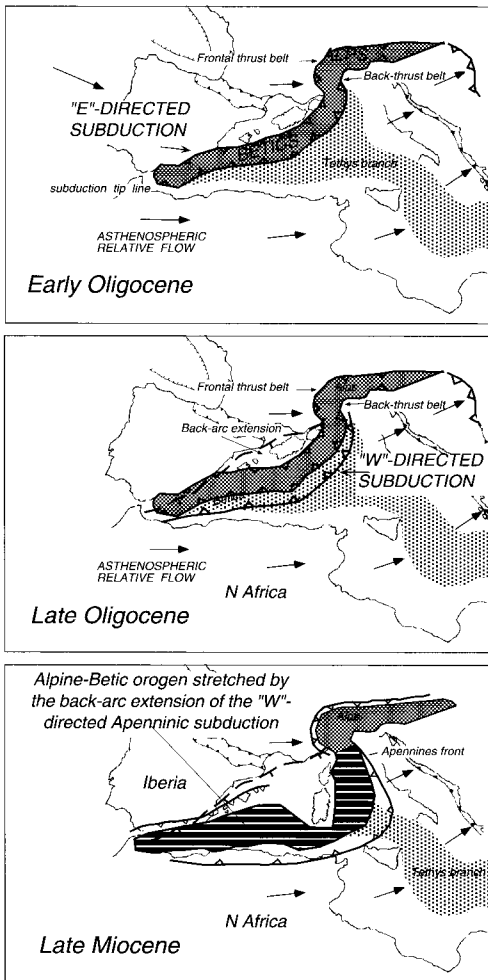 ALPS
Frontal thrust belt
Back-thrust belt
"E"-DIRECTED
SUBDUCTION
BETICS
Tethys branch
subduction tip line
ASTHENOSPHERIC
RELATIVE FLOW
Early Oligocene
Alps
Frontal thrust belt
Back-thrust belt
Back-arc extension
"W"-DIRECTED
SUBDUCTION
ASTHENOSPHERIC
RELATIVE FLOW
N Africa
Late Oligocene
Alpine-Betic orogen stretched by
the back-arc extension of the "W"-
directed Apenninic subduction
Alps
Apennines front
Iberia
Tethys branch
N Africa
Late Miocene